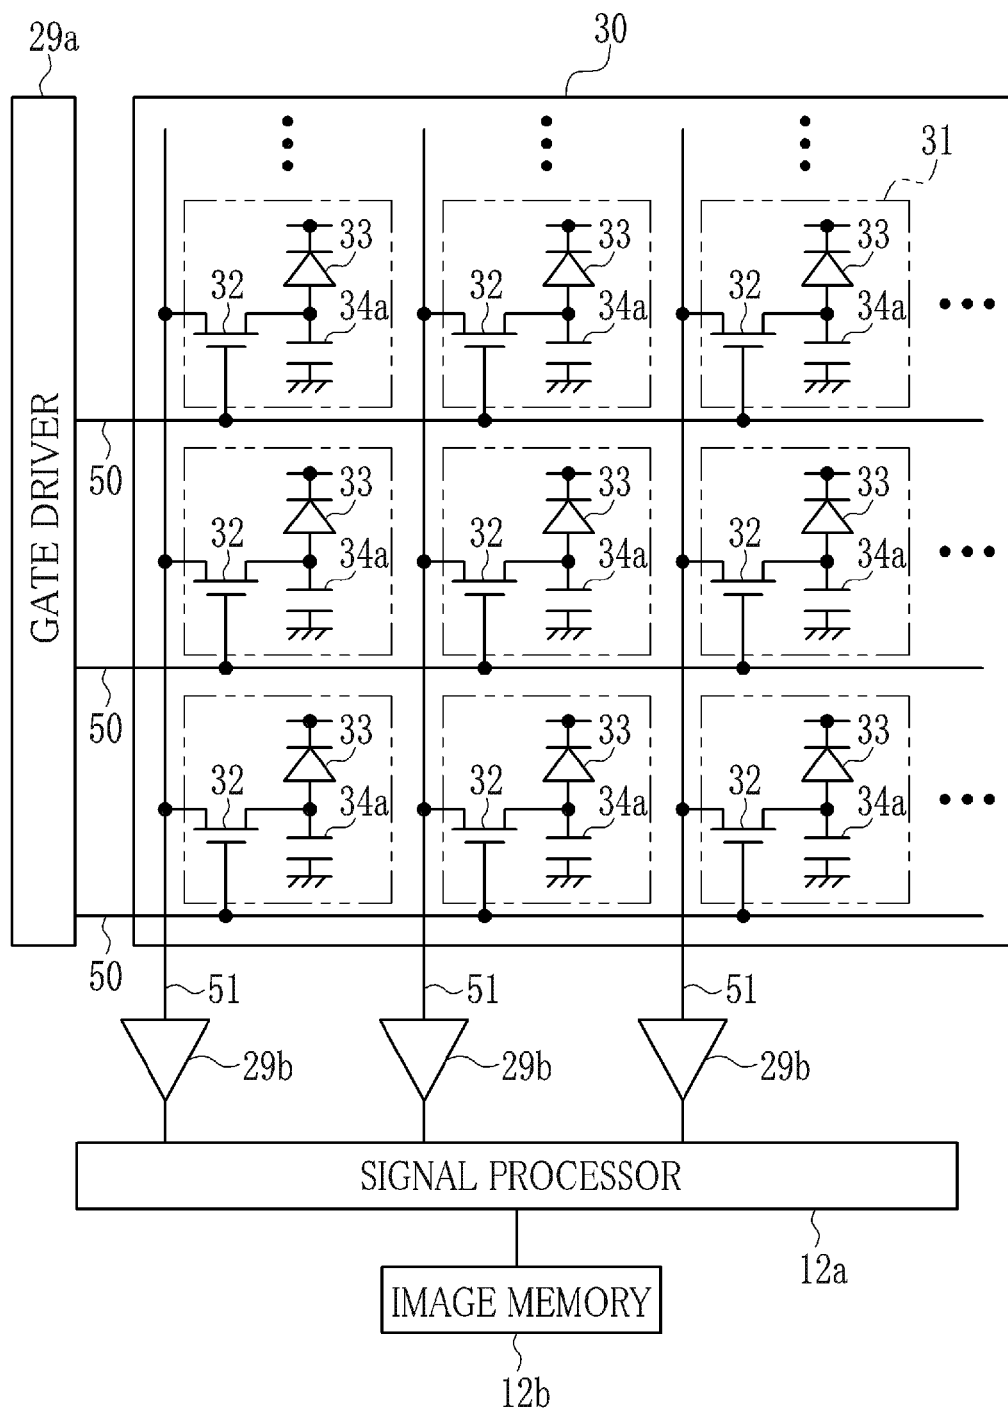 29a
30
31
33 33 33
32 34a 32 34a 32 34a
GATE DRIVER
50
33 33 33
32 34a 32 34a 32 34a
50
33 33 33
32 34a 32 34a 32 34a
50
51 51 51
29b 29b 29b
SIGNAL PROCESSOR
12a
IMAGE MEMORY
12b